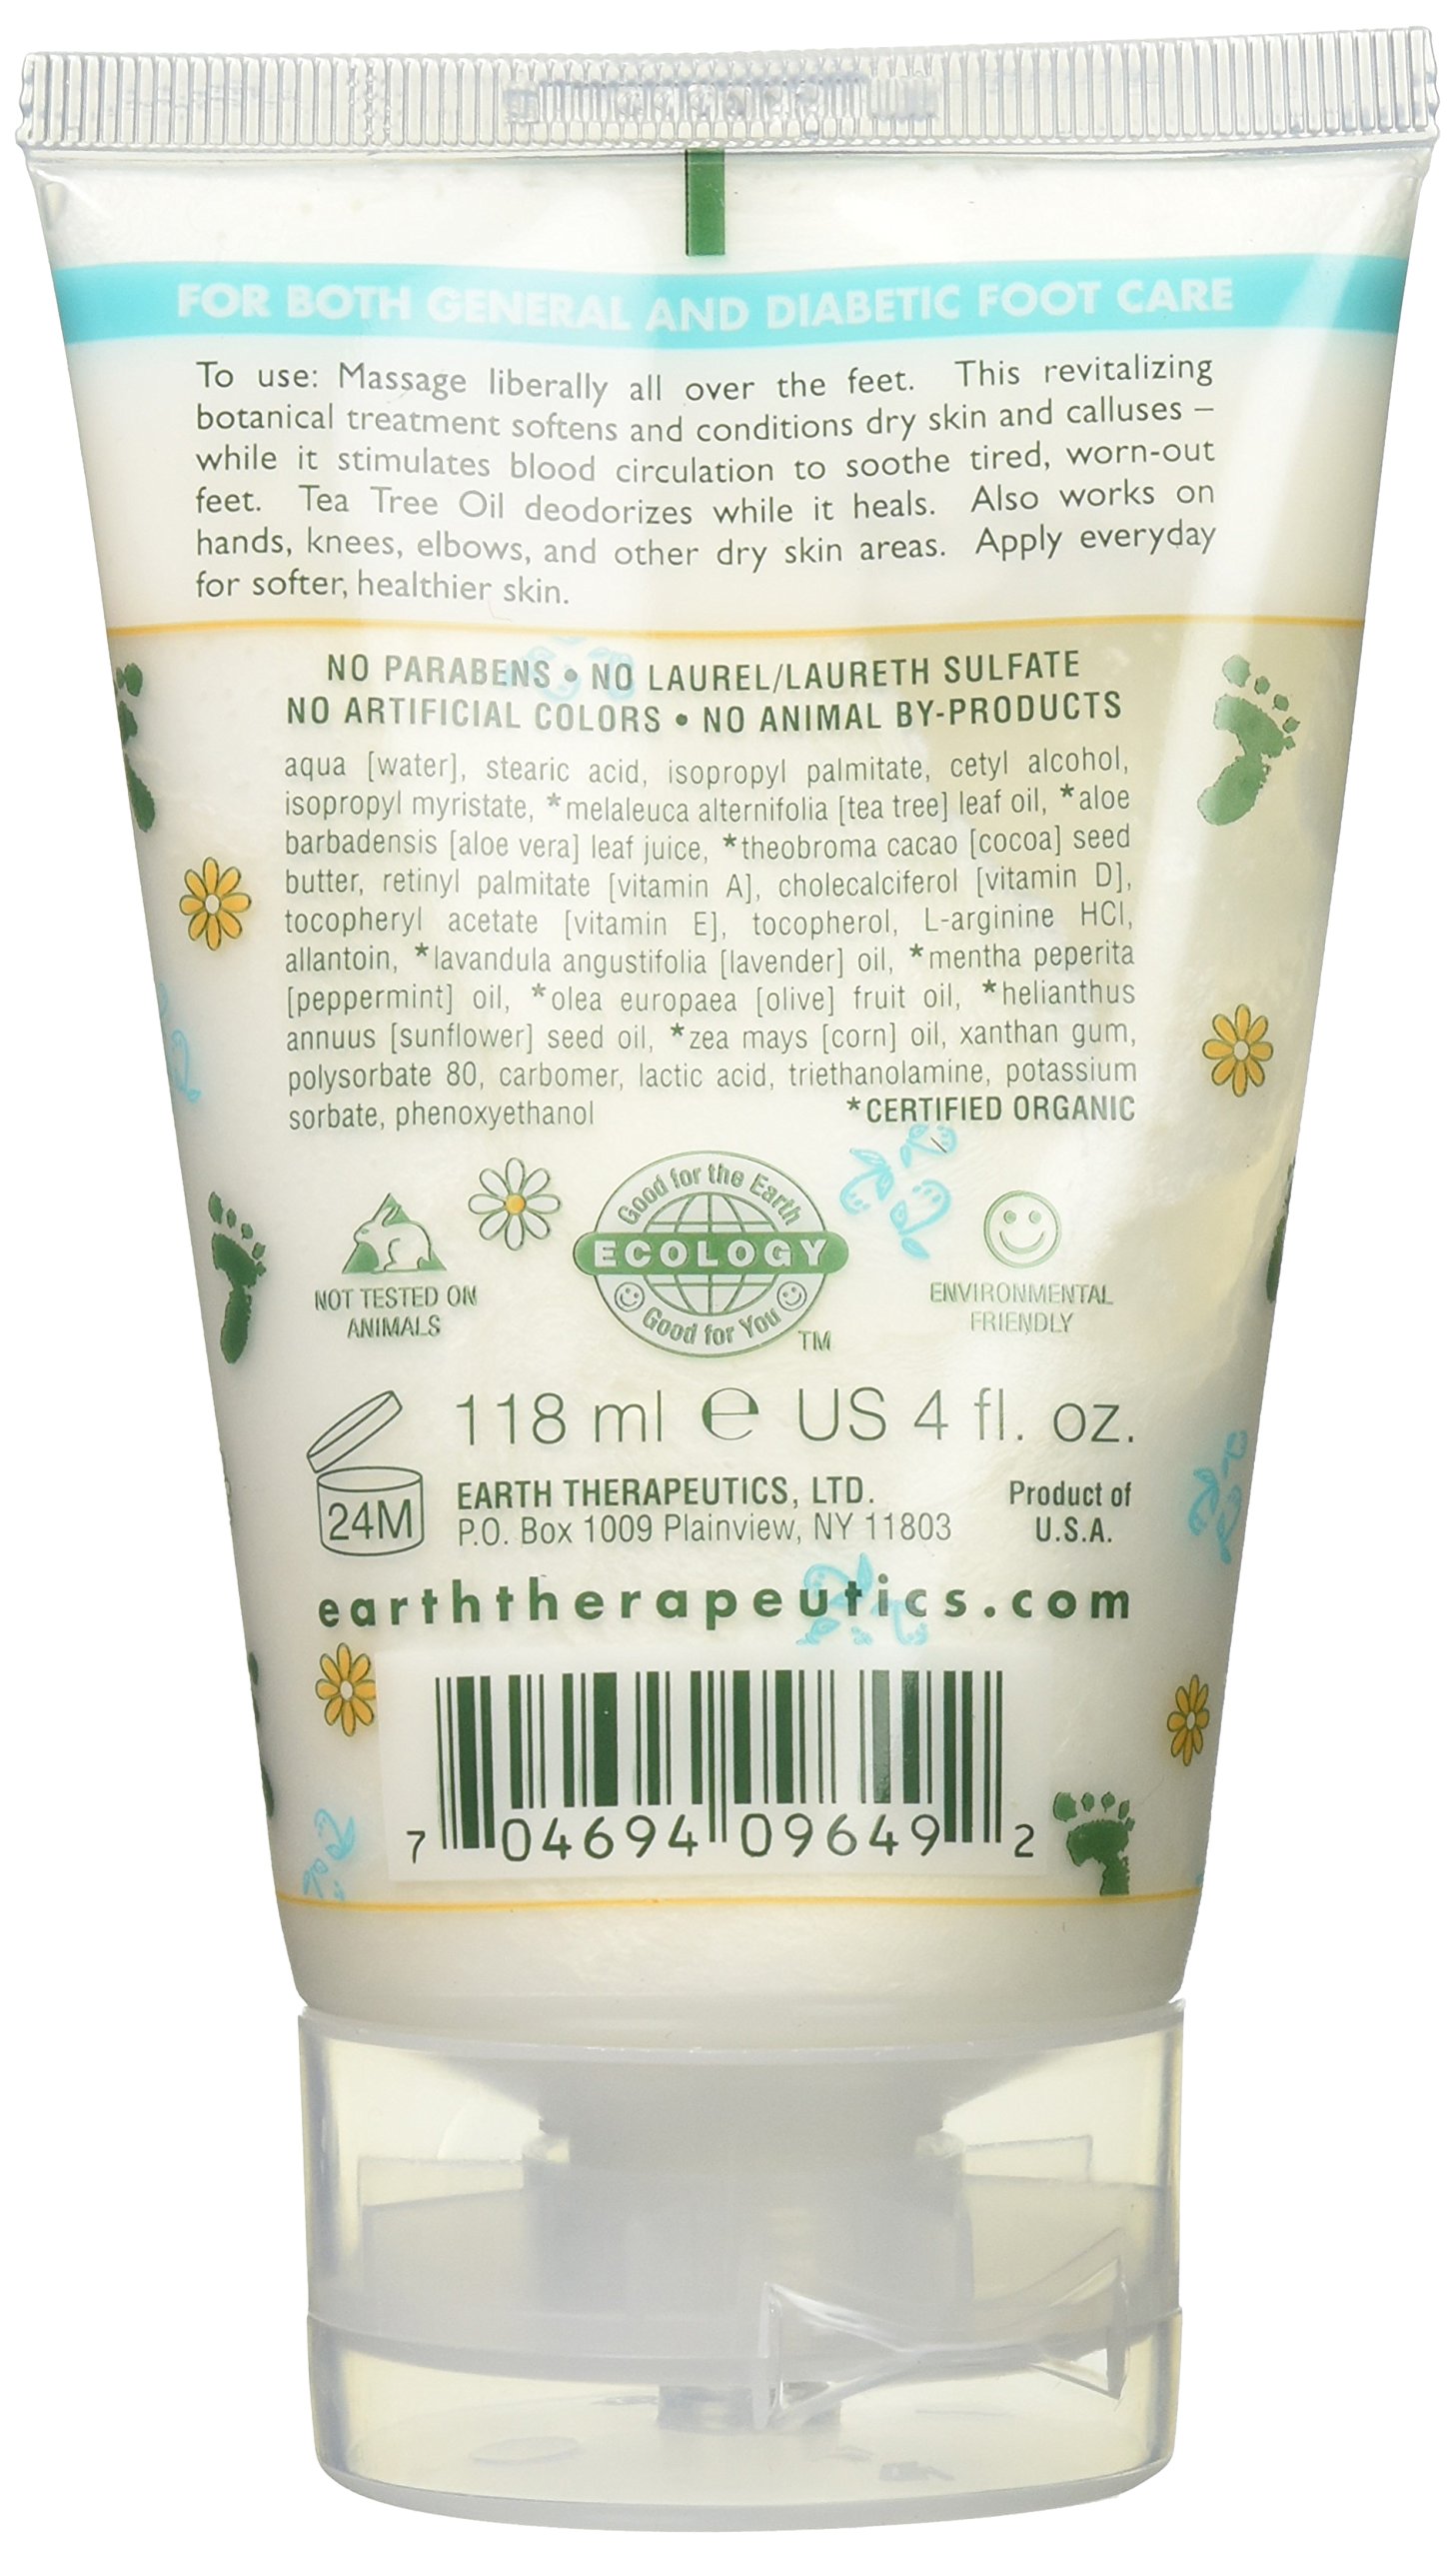 FOR BOTH GENERAL AND DIABETIC FOOT CARE
To use: Massage liberally all over the feet. This revitalizing
botanical treatment softens and conditions dry skin and calluses –
while it stimulates blood circulation to soothe tired, worn-out
feet. Tea Tree Oil deodorizes while it heals. Also works on
hands, knees, elbows, and other dry skin areas. Apply everyday
for softer, healthier skin.
NO PARABENS • NO LAUREL/LAURETH SULFATE
NO ARTIFICIAL COLORS • NO ANIMAL BY-PRODUCTS
aqua [water], stearic acid, isopropyl palmitate, cetyl alcohol,
isopropyl myristate, *melaleuca alternifolia [tea tree] leaf oil, *aloe
barbadensis [aloe vera] leaf juice, *theobroma cacao [cocoa] seed
butter, retinyl palmitate [vitamin A], cholecalciferol [vitamin D],
tocopheryl acetate [vitamin E], tocopherol, L-arginine HCl,
allantoin, *lavandula angustifolia [lavender] oil, *mentha peperita
[peppermint] oil, *olea europaea [olive] fruit oil, *helianthus
annuus [sunflower] seed oil, *zea mays [corn] oil, xanthan gum,
polysorbate 80, carbomer, lactic acid, triethanolamine, potassium
sorbate, phenoxyethanol *CERTIFIED ORGANIC
Good for the Earth
ECOLOGY
Good for You
TM
NOT TESTED ON
ANIMALS
ENVIRONMENTAL
FRIENDLY
118 ml e US 4 fl. oz.
24M
EARTH THERAPEUTICS, LTD.
P.O. Box 1009 Plainview, NY 11803
Product of
U.S.A.
earththerapeutics.com
7 04694 09649 2